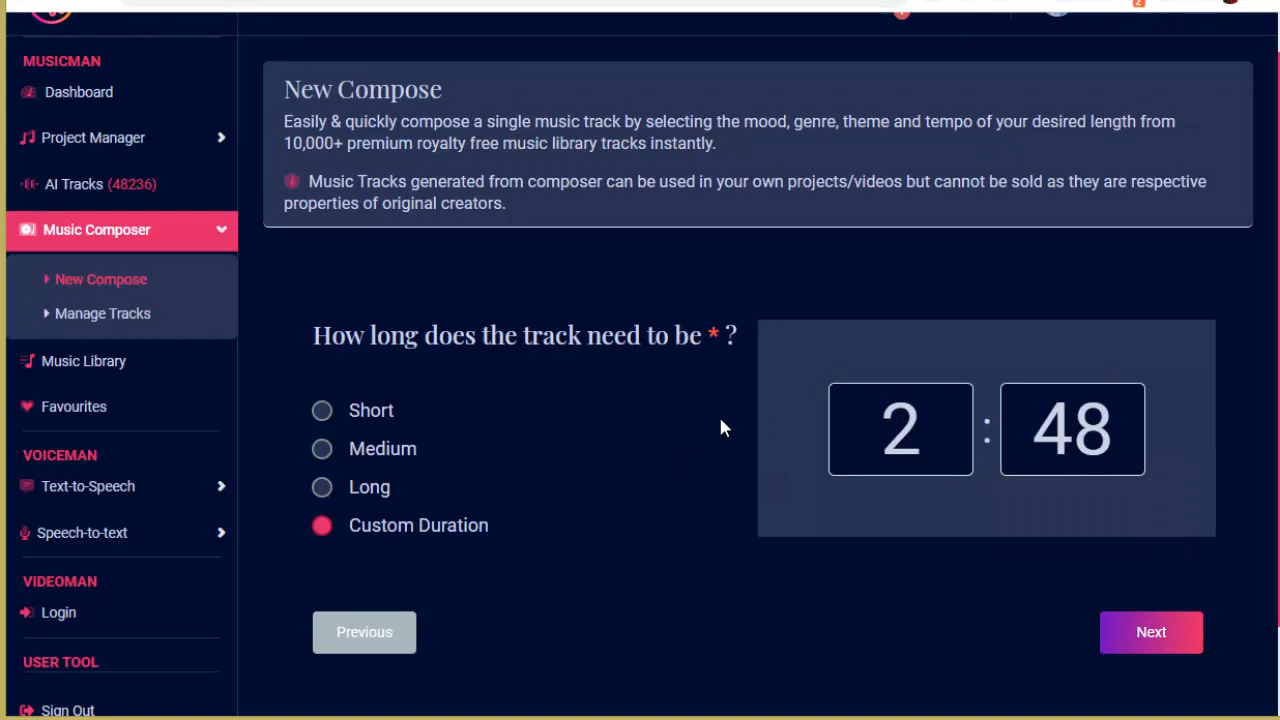 MUSICMAN
Dashboard
Project Manager
AI Tracks (48236)
Music Composer
New Compose
Manage Tracks
Music Library
Favourites
VOICEMAN
Text-to-Speech
Speech-to-text
VIDEOMAN
Login
USER TOOL
Sign Out
New Compose
Easily & quickly compose a single music track by selecting the mood, genre, theme and tempo of your desired length from
10,000+ premium royalty free music library tracks instantly.
Music Tracks generated from composer can be used in your own projects/videos but cannot be sold as they are respective
properties of original creators.
How long does the track need to be * ?
Short
Medium
Long
Custom Duration
2 : 48
Previous
Next